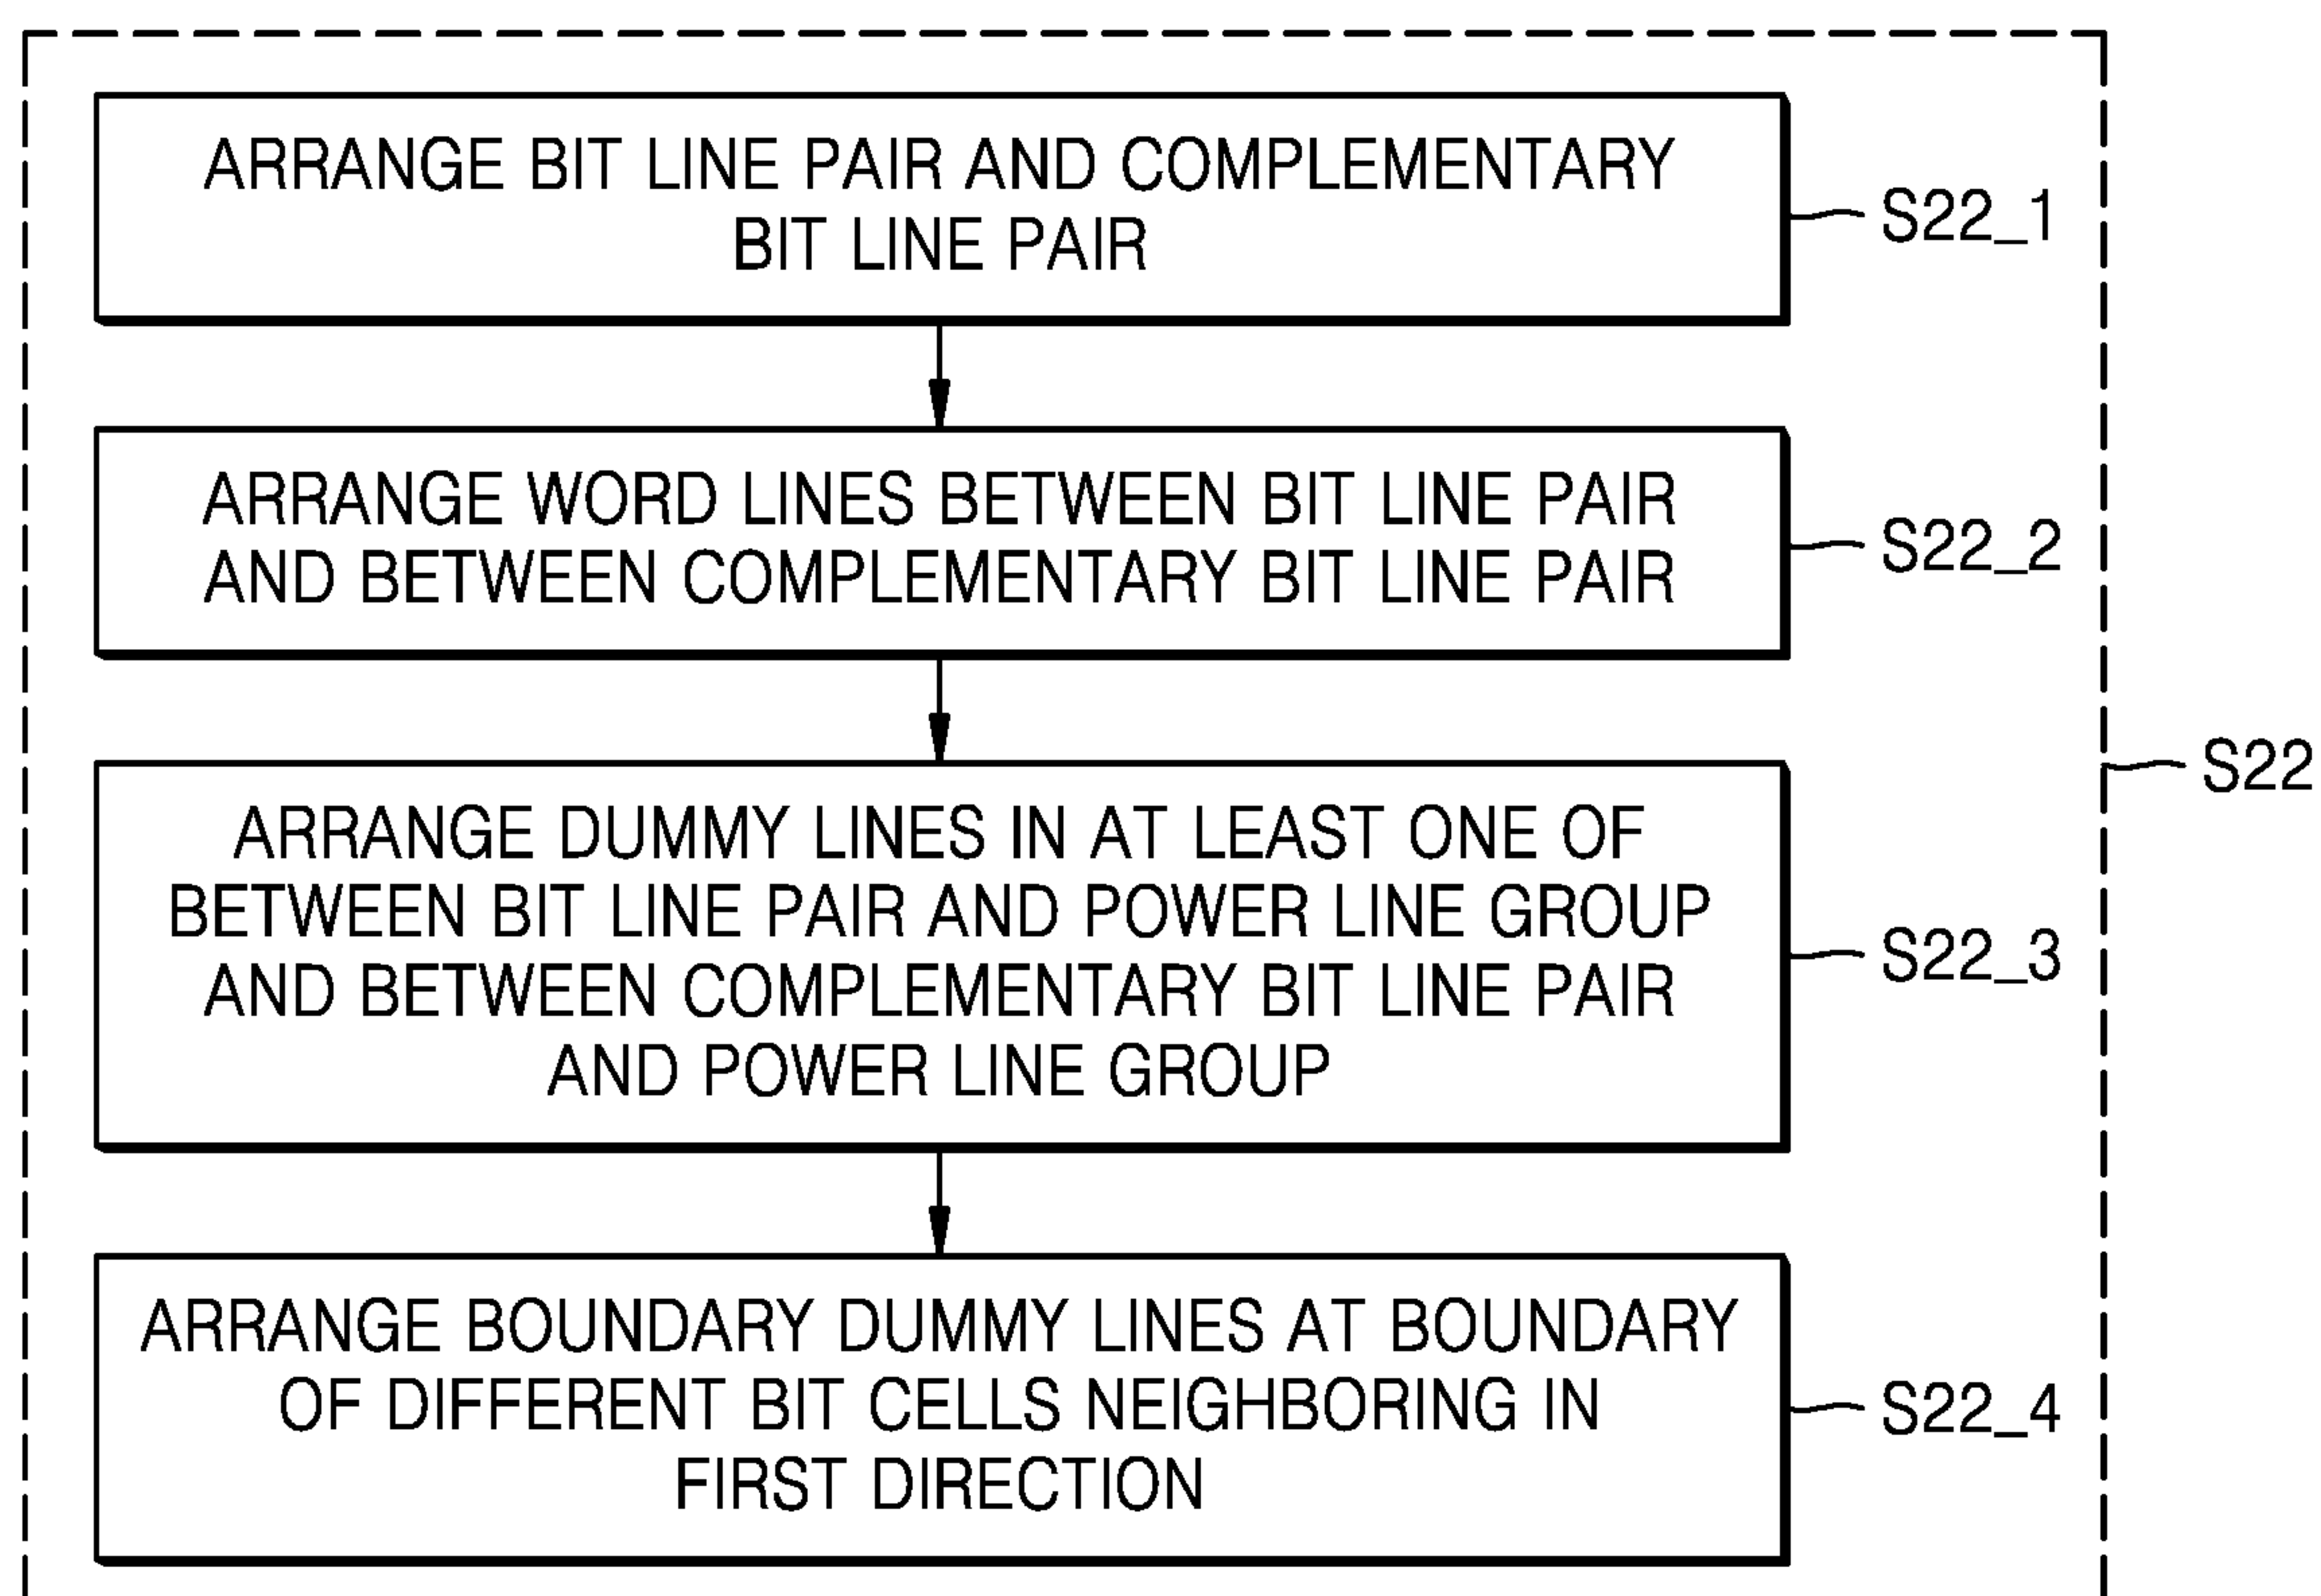 ARRANGE BIT LINE PAIR AND COMPLEMENTARY
BIT LINE PAIR
S22_1
ARRANGE WORD LINES BETWEEN BIT LINE PAIR
AND BETWEEN COMPLEMENTARY BIT LINE PAIR
S22_2
S22
ARRANGE DUMMY LINES IN AT LEAST ONE OF
BETWEEN BIT LINE PAIR AND POWER LINE GROUP
AND BETWEEN COMPLEMENTARY BIT LINE PAIR
AND POWER LINE GROUP
S22_3
ARRANGE BOUNDARY DUMMY LINES AT BOUNDARY
OF DIFFERENT BIT CELLS NEIGHBORING IN
FIRST DIRECTION
S22_4